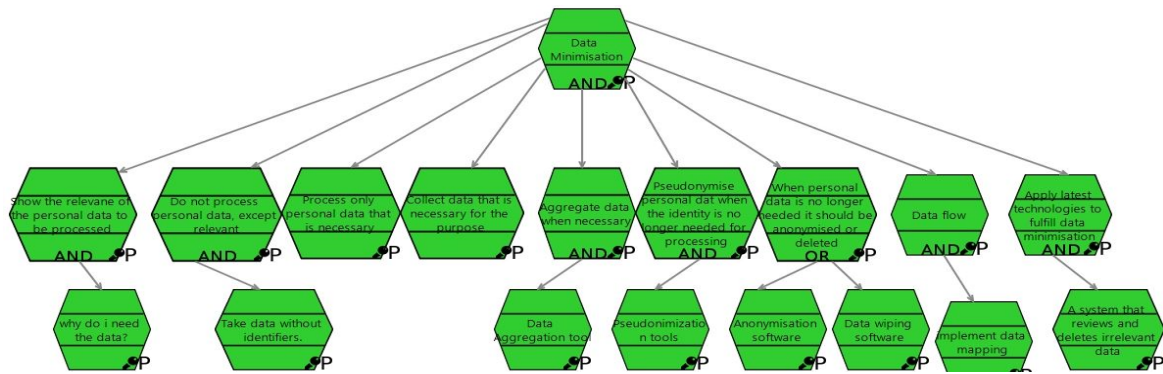 Data
Minimisation
AND P
Show the relevane of
the personal data to
be processed
AND P
Do not process
personal data, except
relevant
AND P
Process only
personal data that
is necessary
P
Collect data that is
necessary for the
purpose
P
Aggregate data
when necessary
AND P
Pseudonymise
personal dat when
the identity is no
longer needed for
processing
AND P
When personal
data is no longer
needed it should be
anonymised or
deleted
OR P
Data flow
AND P
Apply latest
technologies to
fulfill data
minimisation
AND P
why do i need
the data?
P
Take data without
identifiers.
P
Data
Aggregation tool
P
Pseudonimizatio
n tools
P
Anonymisation
software
P
Data wiping
software
P
Implement data
mapping
P
A system that
reviews and
deletes irrelevant
data
P